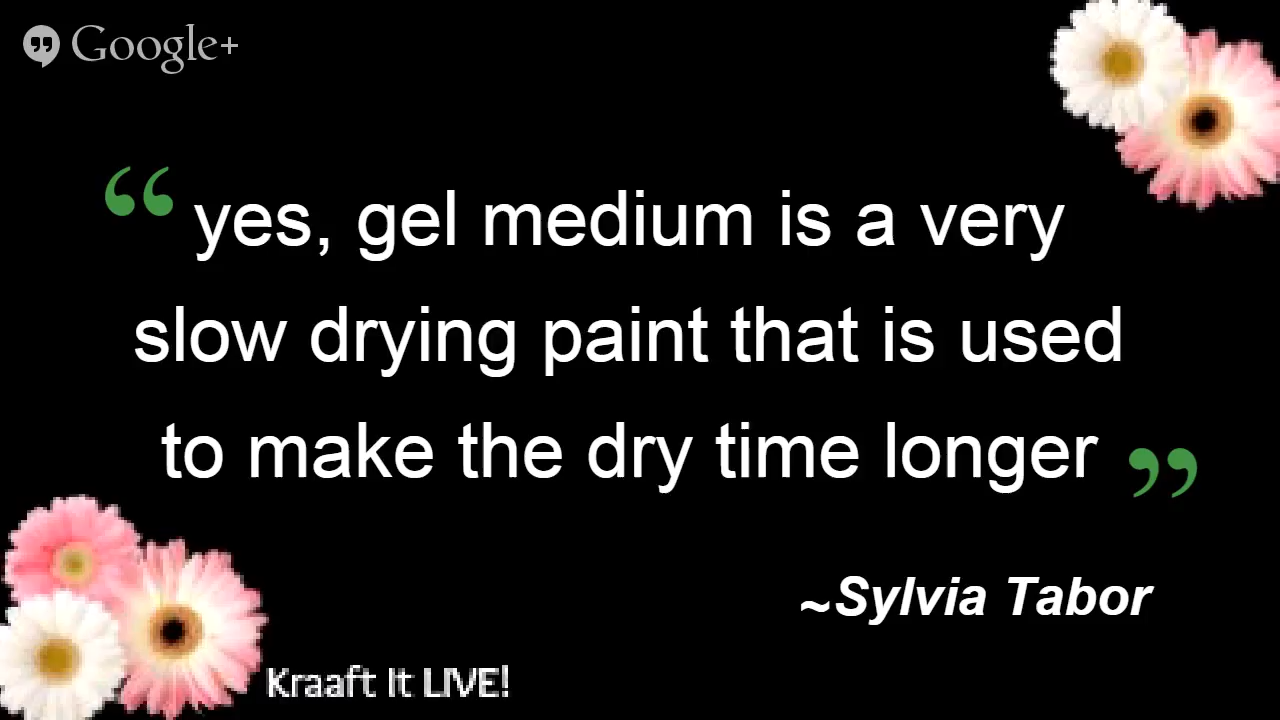 Google+
“ yes, gel medium is a very
slow drying paint that is used
to make the dry time longer ”
~Sylvia Tabor
Kraaft It LIVE!